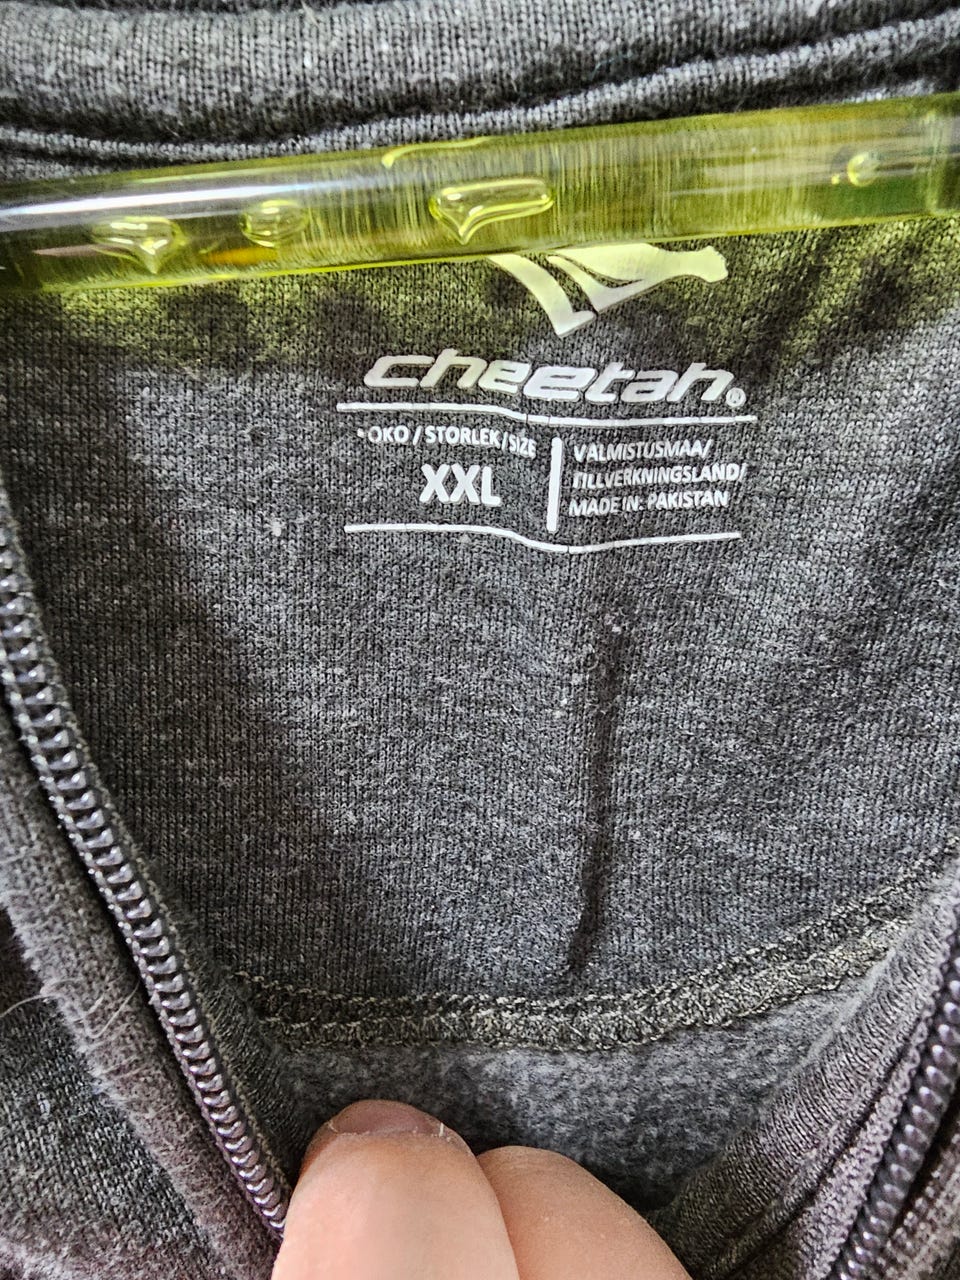 cheetah®
KOKO / STORLEK / SIZE
XXL
VALMISTUSMAA/
TILLVERKNINGSLAND/
MADE IN: PAKISTAN